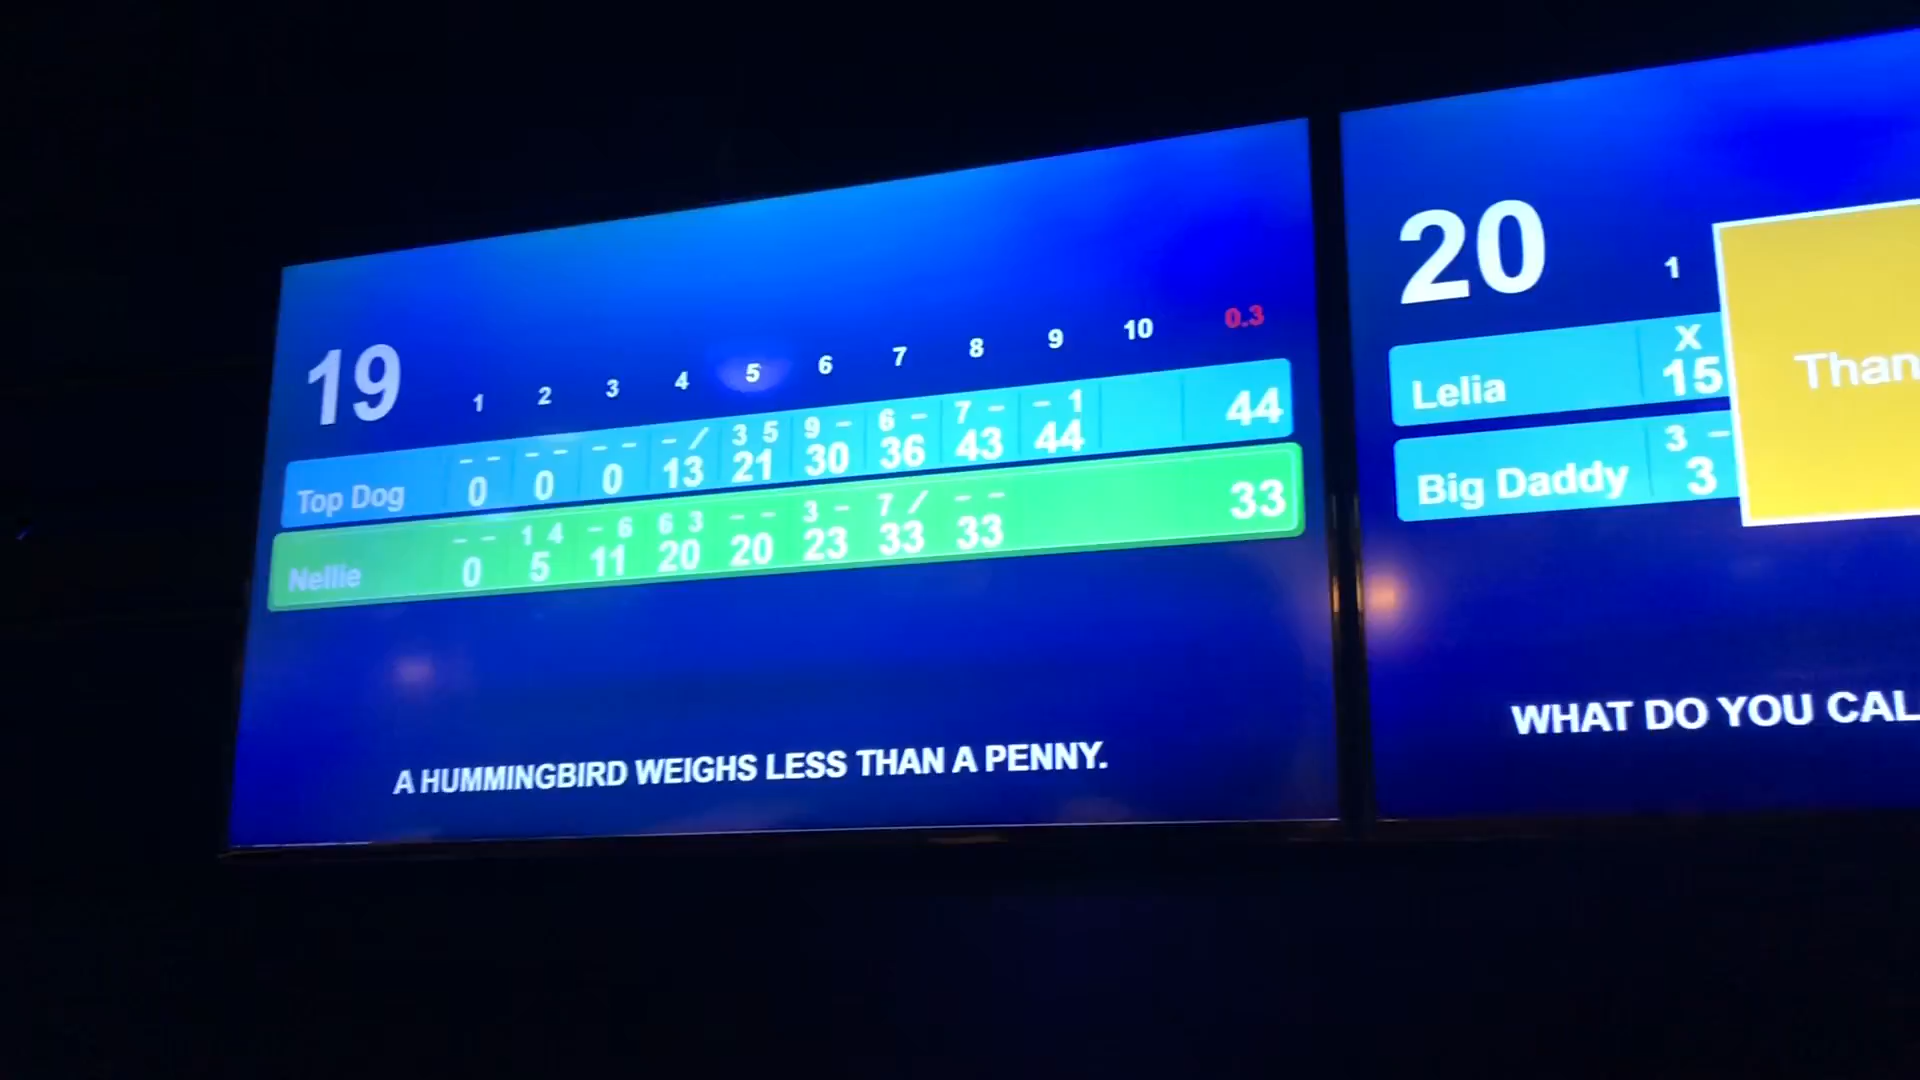 19
1 2 3 4 5 6 7 8 9 10 0.3
- - - - - - - / 3 5 9 - 6 - 7 - - 1
Top Dog 0 0 0 13 21 30 36 43 44 44
- - 1 4 - 6 6 3 - - 3 - 7 / - -
Nellie 0 5 11 20 20 23 33 33 33
A HUMMINGBIRD WEIGHS LESS THAN A PENNY.
20
1
X
Lelia 15
3 -
Big Daddy 3
Than
WHAT DO YOU CAL